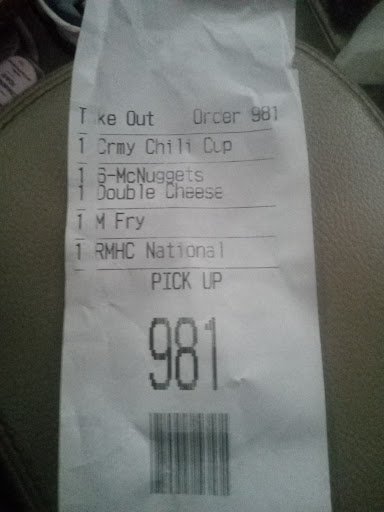 T ke Out Order 981
1 Crmy Chili Cup
1 6-McNuggets
1 Double Cheese
1 M Fry
1 RMHC National
PICK UP
981